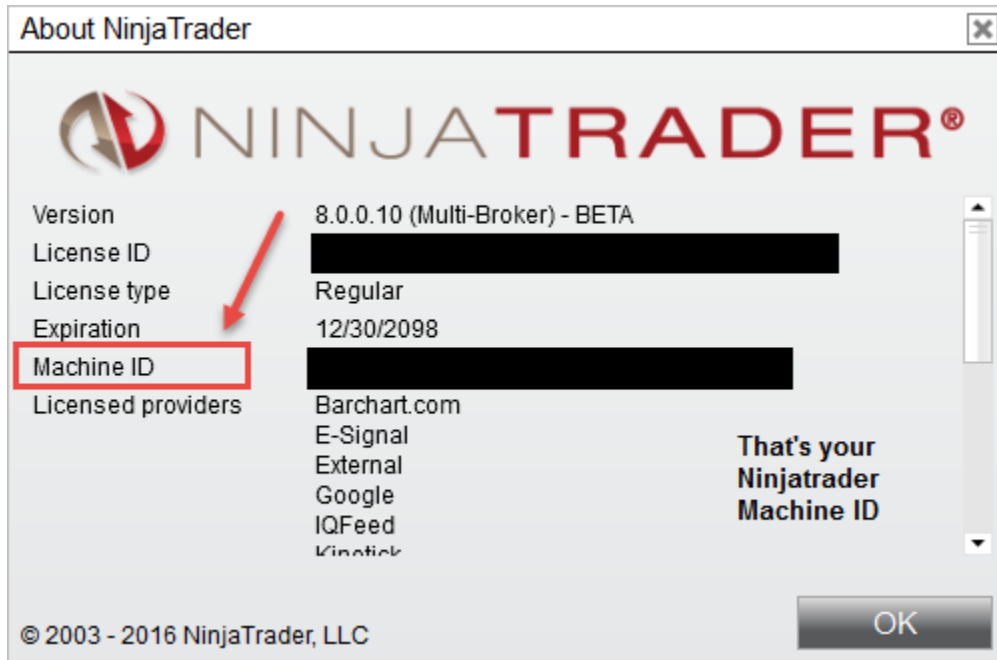 About NinjaTrader
NINJATRADER®
Version 8.0.0.10 (Multi-Broker) - BETA
License ID
License type Regular
Expiration 12/30/2098
Machine ID
Licensed providers Barchart.com
E-Signal
External
Google
IQFeed
Kinetick
That's your
Ninjatrader
Machine ID
© 2003 - 2016 NinjaTrader, LLC
OK